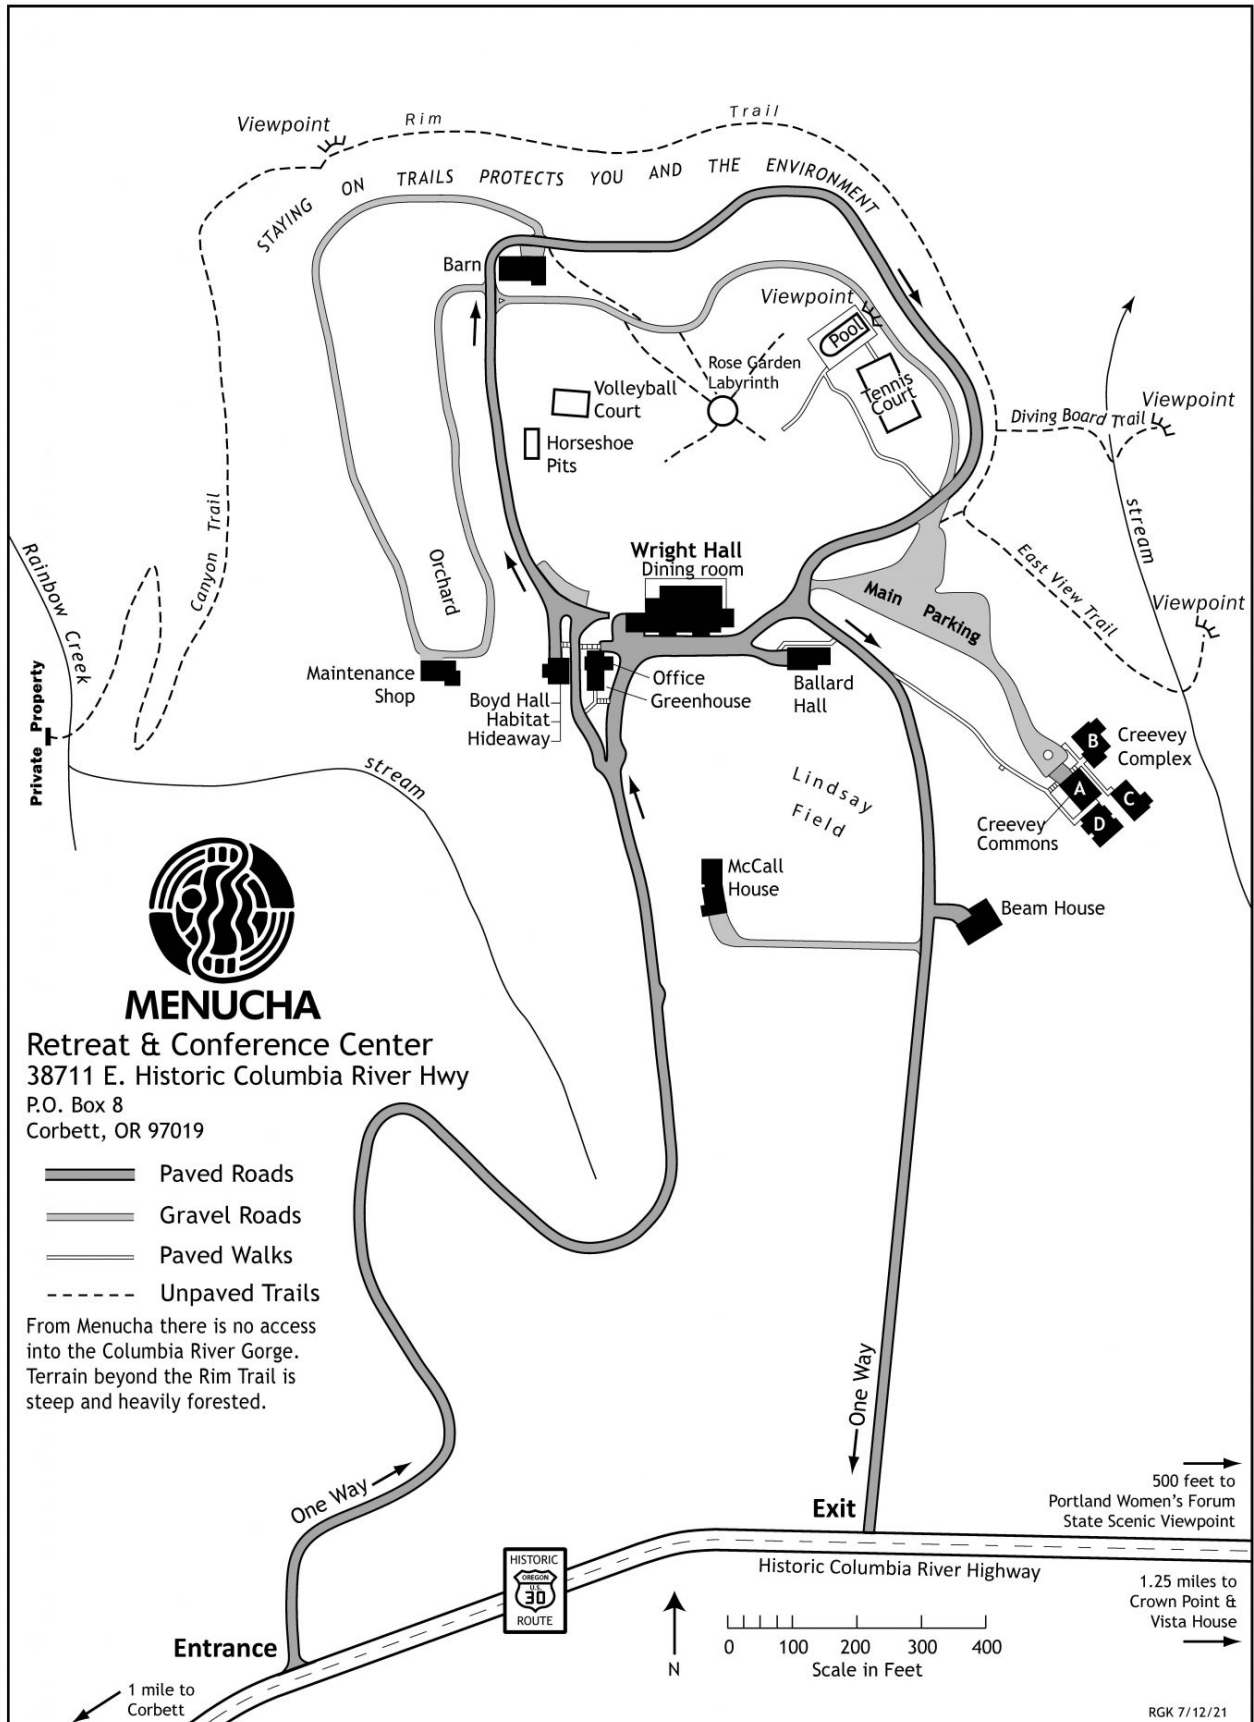 Viewpoint
Rim
Trail
STAYING ON TRAILS PROTECTS YOU AND THE ENVIRONMENT
Barn
Viewpoint
Pool
Rose Garden
Labyrinth
Volleyball
Court
Tennis
Court
Viewpoint
Diving Board Trail
Horseshoe
Pits
stream
Canyon Trail
Rainbow Creek
Orchard
Wright Hall
Dining room
Main Parking
East View Trail
Viewpoint
Maintenance
Shop
Boyd Hall
Habitat
Hideaway
Office
Greenhouse
Ballard
Hall
Private Property
stream
Lindsay
Field
B
Creevey
Complex
A
C
D
Creevey
Commons
McCall
House
Beam House
MENUCHA
Retreat & Conference Center
38711 E. Historic Columbia River Hwy
P.O. Box 8
Corbett, OR 97019
Paved Roads
Gravel Roads
Paved Walks
Unpaved Trails
From Menucha there is no access
into the Columbia River Gorge.
Terrain beyond the Rim Trail is
steep and heavily forested.
One Way
One Way
Exit
500 feet to
Portland Women's Forum
State Scenic Viewpoint
HISTORIC
OREGON
U.S.
30
ROUTE
Historic Columbia River Highway
1.25 miles to
Crown Point &
Vista House
Entrance
N
0 100 200 300 400
Scale in Feet
1 mile to
Corbett
RGK 7/12/21